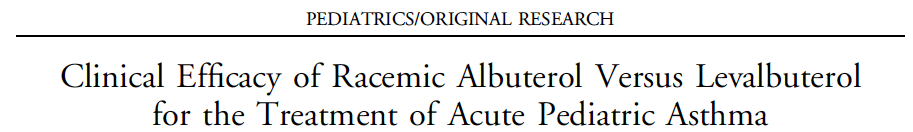 PEDIATRICS/ORIGINAL RESEARCH
Clinical Efficacy of Racemic Albuterol Versus Levalbuterol
for the Treatment of Acute Pediatric Asthma